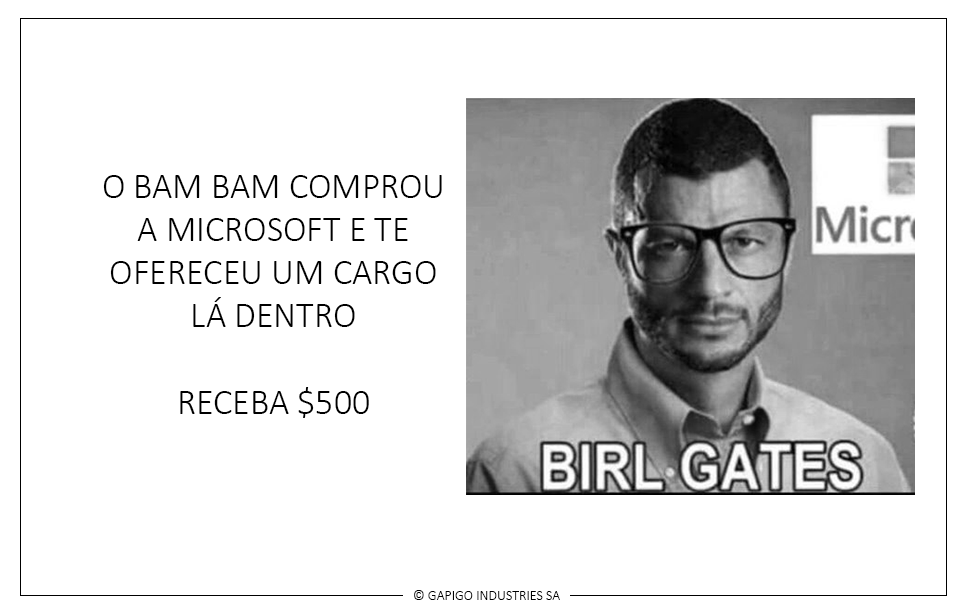 O BAM BAM COMPROU
A MICROSOFT E TE
OFERECEU UM CARGO
LÁ DENTRO
RECEBA $500
Micro
BIRL GATES
© GAPIGO INDUSTRIES SA